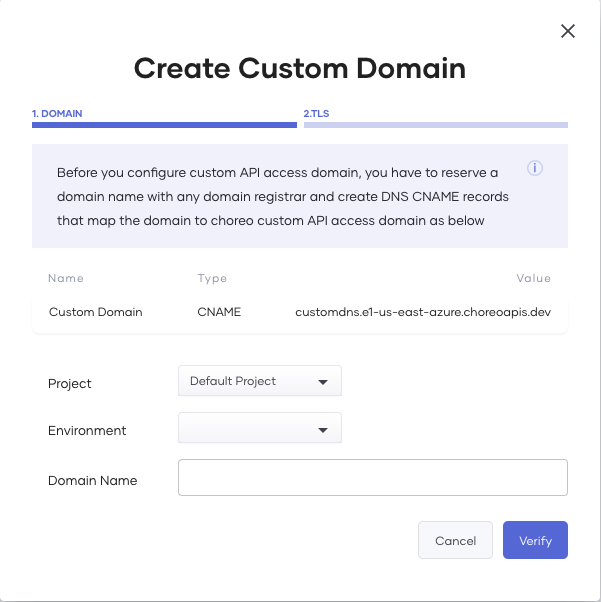 Create Custom Domain
1. DOMAIN
2.TLS
Before you configure custom API access domain, you have to reserve a
domain name with any domain registrar and create DNS CNAME records
that map the domain to choreo custom API access domain as below
Name Type Value
Custom Domain CNAME customdns.e1-us-east-azure.choreoapis.dev
Project Default Project
Environment
Domain Name
Cancel Verify